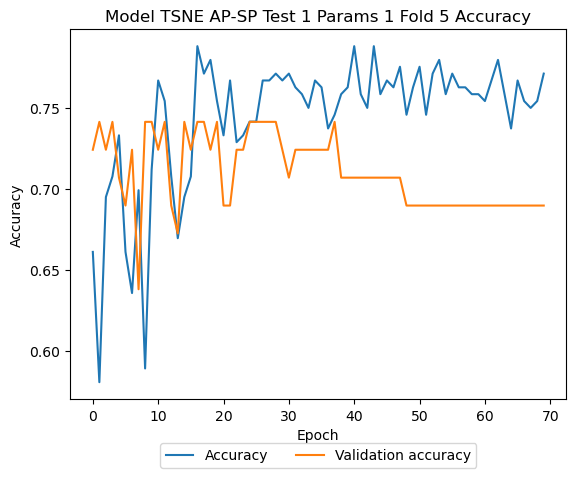 Model TSNE AP-SP Test 1 Params 1 Fold 5 Accuracy
Accuracy
0.75
0.70
0.65
0.60
0 10 20 30 40 50 60 70
Epoch
Accuracy Validation accuracy